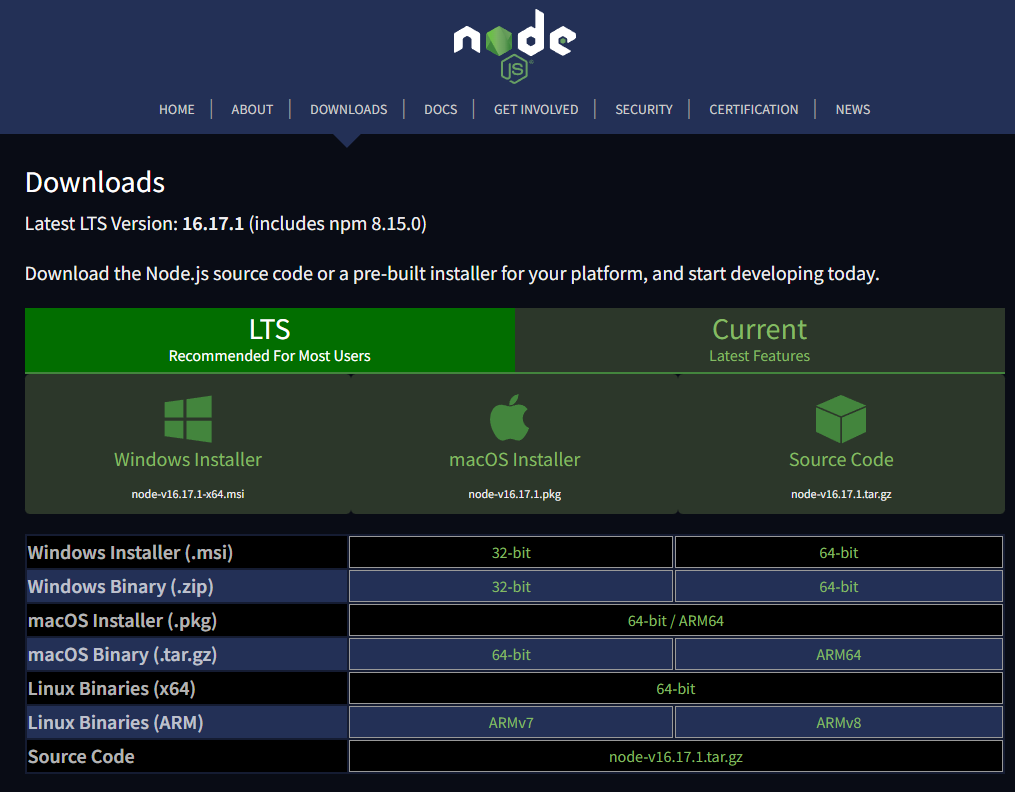 node
JS
HOME | ABOUT | DOWNLOADS | DOCS | GET INVOLVED | SECURITY | CERTIFICATION | NEWS
Downloads
Latest LTS Version: 16.17.1 (includes npm 8.15.0)
Download the Node.js source code or a pre-built installer for your platform, and start developing today.
LTS
Recommended For Most Users
Current
Latest Features
Windows Installer
node-v16.17.1-x64.msi
macOS Installer
node-v16.17.1.pkg
Source Code
node-v16.17.1.tar.gz
Windows Installer (.msi) 32-bit 64-bit
Windows Binary (.zip) 32-bit 64-bit
macOS Installer (.pkg) 64-bit / ARM64
macOS Binary (.tar.gz) 64-bit ARM64
Linux Binaries (x64) 64-bit
Linux Binaries (ARM) ARMv7 ARMv8
Source Code node-v16.17.1.tar.gz